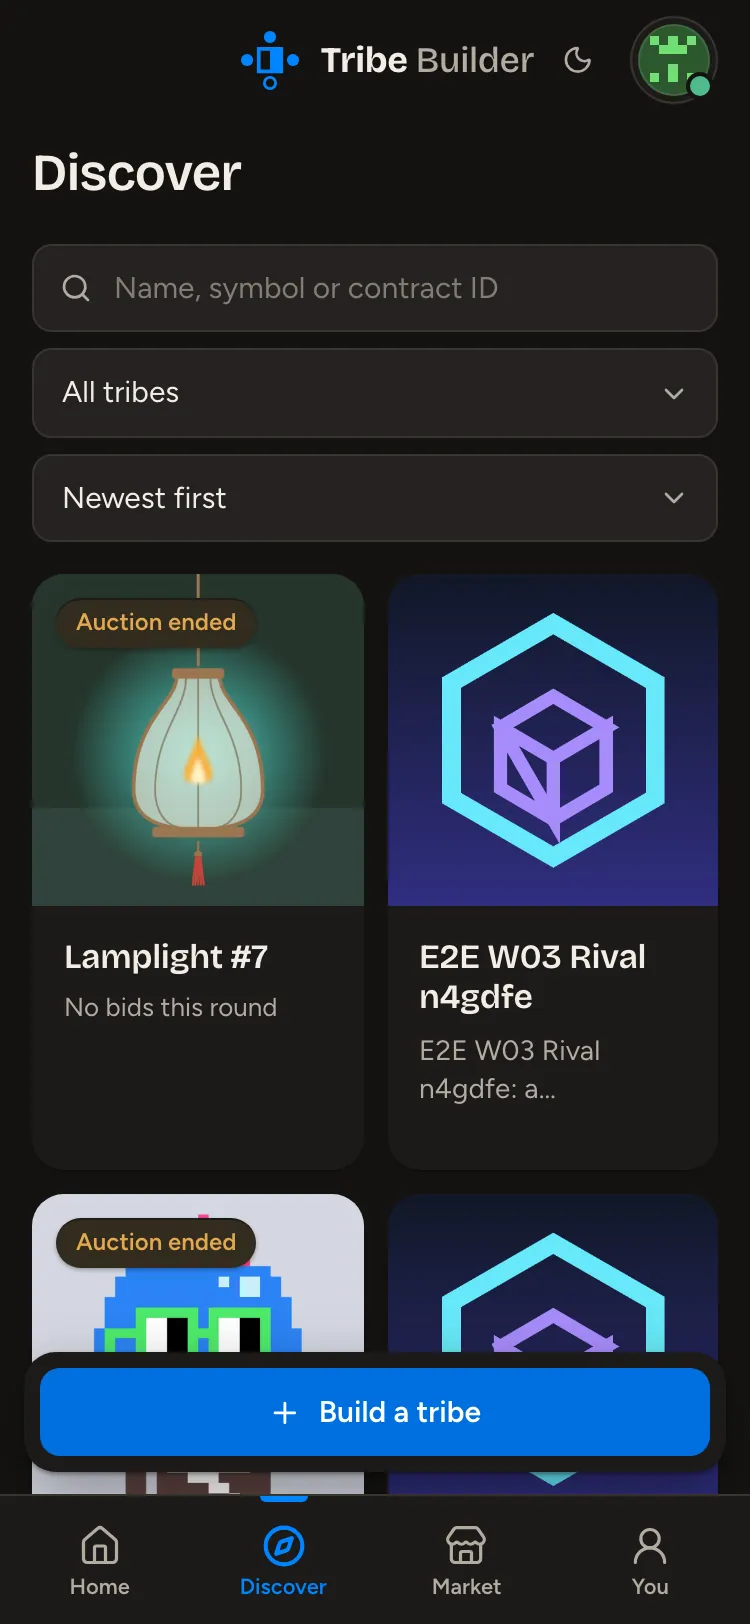 Tribe Builder
Discover
Name, symbol or contract ID
All tribes
Newest first
Auction ended
Lamplight #7
No bids this round
E2E W03 Rival
n4gdfe
E2E W03 Rival
n4gdfe: a...
Auction ended
Build a tribe
Home
Discover
Market
You